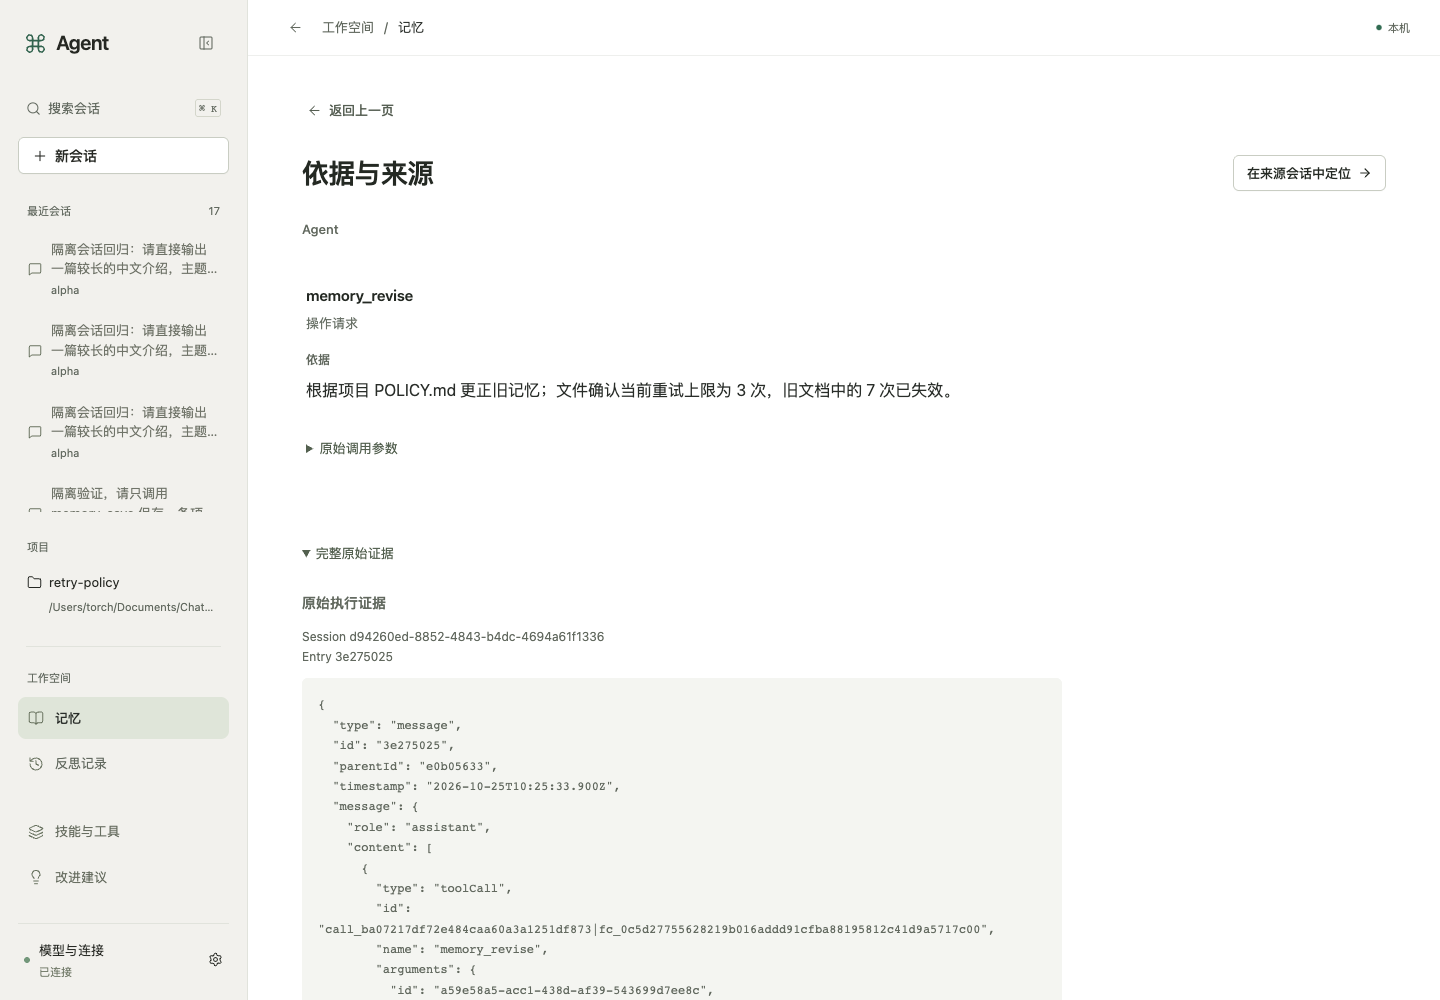 Agent
搜索会话
⌘ K
新会话
最近会话 17
隔离会话回归：请直接输出
一篇较长的中文介绍，主题...
alpha
隔离会话回归：请直接输出
一篇较长的中文介绍，主题...
alpha
隔离会话回归：请直接输出
一篇较长的中文介绍，主题...
alpha
隔离验证，请只调用
项目
retry-policy
/Users/torch/Documents/Chat...
工作空间
记忆
反思记录
技能与工具
改进建议
模型与连接
已连接
工作空间 / 记忆
本机
返回上一页
依据与来源
在来源会话中定位
Agent
memory_revise
操作请求
依据
根据项目 POLICY.md 更正旧记忆；文件确认当前重试上限为 3 次，旧文档中的 7 次已失效。
原始调用参数
完整原始证据
原始执行证据
Session d94260ed-8852-4843-b4dc-4694a61f1336
Entry 3e275025
{
"type": "message",
"id": "3e275025",
"parentId": "e0b05633",
"timestamp": "2026-10-25T10:25:33.900Z",
"message": {
"role": "assistant",
"content": [
{
"type": "toolCall",
"id":
"call_ba07217df72e484caa60a3a1251df873|fc_0c5d27755628219b016addd91cfba88195812c41d9a5717c00",
"name": "memory_revise",
"arguments": {
"id": "a59e58a5-acc1-438d-af39-543699d7ee8c",